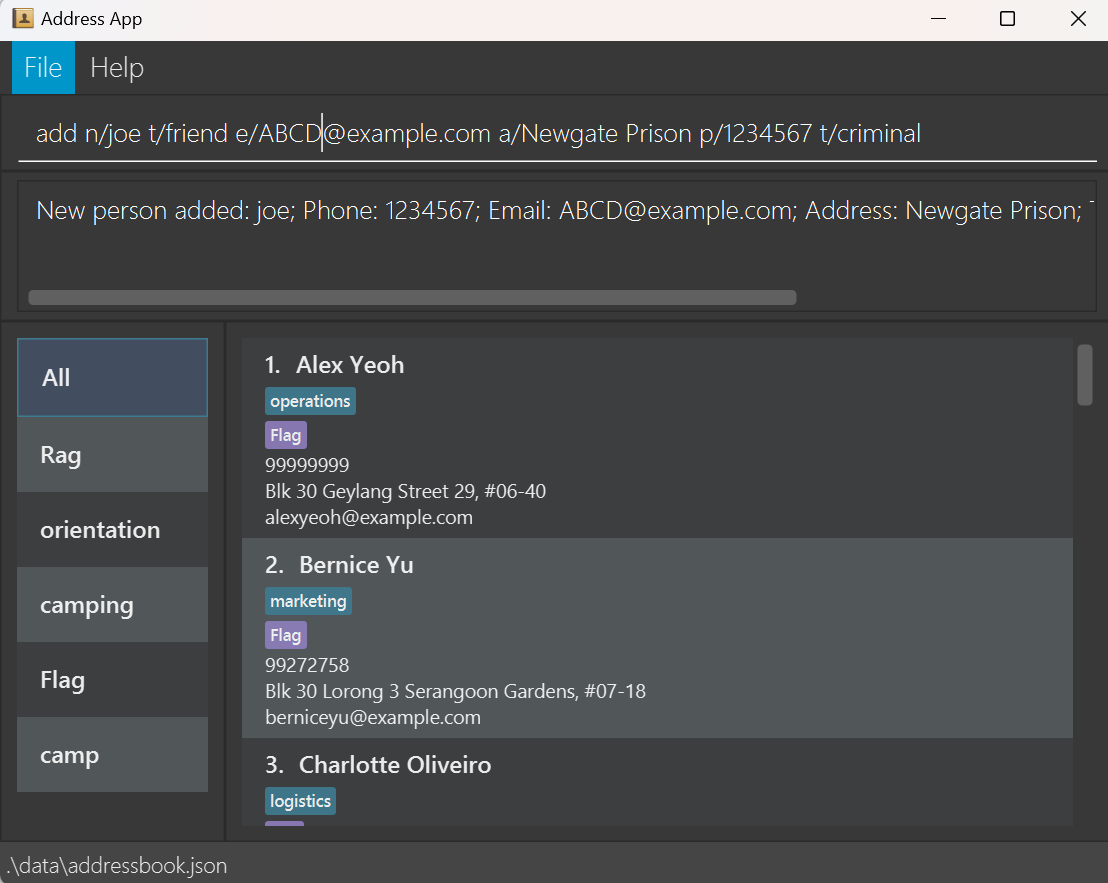 Address App
File Help
add n/joe t/friend e/ABCD@example.com a/Newgate Prison p/1234567 t/criminal
New person added: joe; Phone: 1234567; Email: ABCD@example.com; Address: Newgate Prison;
All
Rag
orientation
camping
Flag
camp
1. Alex Yeoh
operations
Flag
99999999
Blk 30 Geylang Street 29, #06-40
alexyeoh@example.com
2. Bernice Yu
marketing
Flag
99272758
Blk 30 Lorong 3 Serangoon Gardens, #07-18
berniceyu@example.com
3. Charlotte Oliveiro
logistics
.\data\addressbook.json